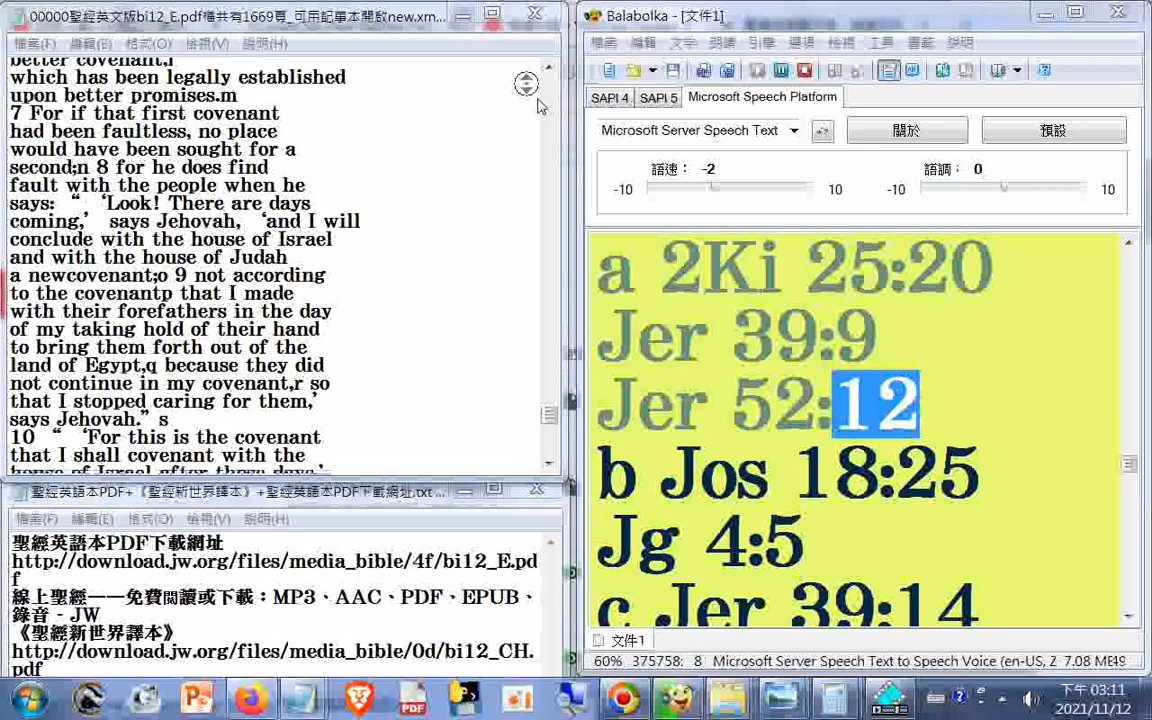 00000聖經英文版bi12_E.pdf檔共有1669頁_可用記事本開啟new.xm...
檔案(F) 編輯(E) 格式(O) 檢視(V) 說明(H)
better covenant,l
which has been legally established
upon better promises.m
7 For if that first covenant
had been faultless, no place
would have been sought for a
second;n 8 for he does find
fault with the people when he
says: “ ‘Look! There are days
coming,’ says Jehovah, ‘and I will
conclude with the house of Israel
and with the house of Judah
a newcovenant;o 9 not according
to the covenantp that I made
with their forefathers in the day
of my taking hold of their hand
to bring them forth out of the
land of Egypt,q because they did
not continue in my covenant,r so
that I stopped caring for them,’
says Jehovah.” s
10 “ ‘For this is the covenant
that I shall covenant with the
house of Israel after those days,’
聖經英語本PDF+《聖經新世界譯本》+聖經英語本PDF下載網址.txt ...
檔案(F) 編輯(E) 格式(O) 檢視(V) 說明(H)
聖經英語本PDF下載網址
http://download.jw.org/files/media_bible/4f/bi12_E.pd
f
線上聖經——免費閱讀或下載：MP3、AAC、PDF、EPUB、
錄音 - JW
《聖經新世界譯本》
http://download.jw.org/files/media_bible/0d/bi12_CH.
pdf
Balabolka - [文件1]
檔案 編輯 文字 朗讀 引擎 選項 檢視 工具 書籤 說明
SAPI 4 SAPI 5 Microsoft Speech Platform
Microsoft Server Speech Text 關於 預設
語速： -2 語調： 0
-10 10 -10 10
a 2Ki 25:20
Jer 39:9
Jer 52:12
b Jos 18:25
Jg 4:5
c Jer 39:14
文件1
60% 375758: 8 Microsoft Server Speech Text to Speech Voice (en-US, Z 7.08 ME49
PDF
下午 03:11
2021/11/12